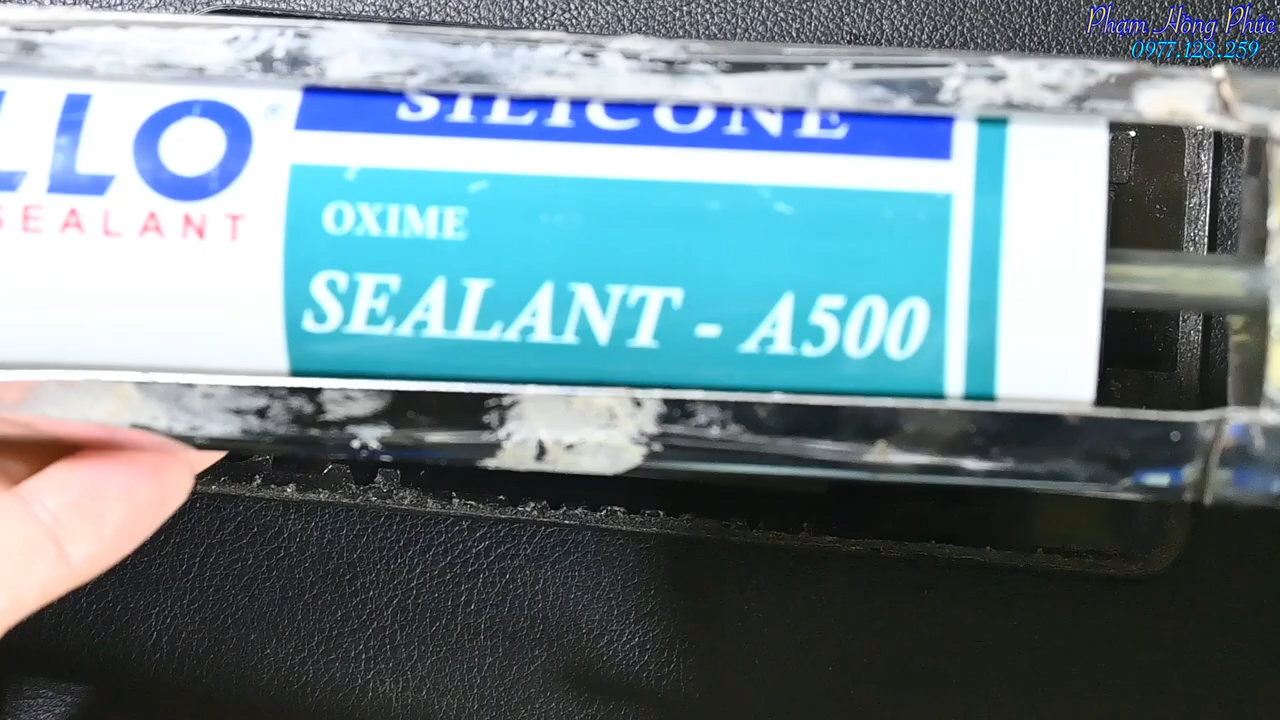 Phạm Hồng Phúc
0977.128.259
SILICONE
LLO®
SEALANT
OXIME
SEALANT - A500